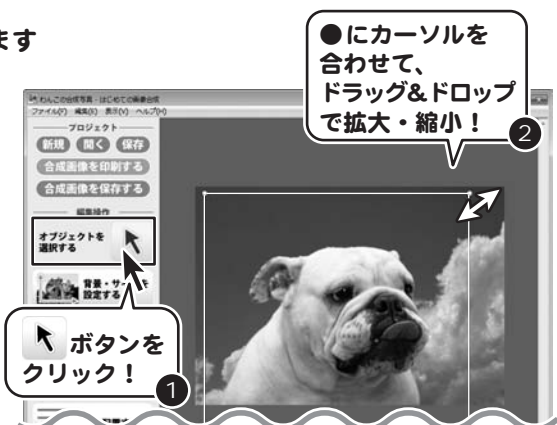 ます
●にカーソルを
合わせて、
ドラッグ&ドロップ
で拡大・縮小！
2
わんこの合成写真 - はじめての画像合成
ファイル(F) 編集(E) 表示(V) ヘルプ(H)
プロジェクト
新規 開く 保存
合成画像を印刷する
合成画像を保存する
編集操作
オブジェクトを
選択する
背景・サ
設定する
ボタンを
クリック！
1